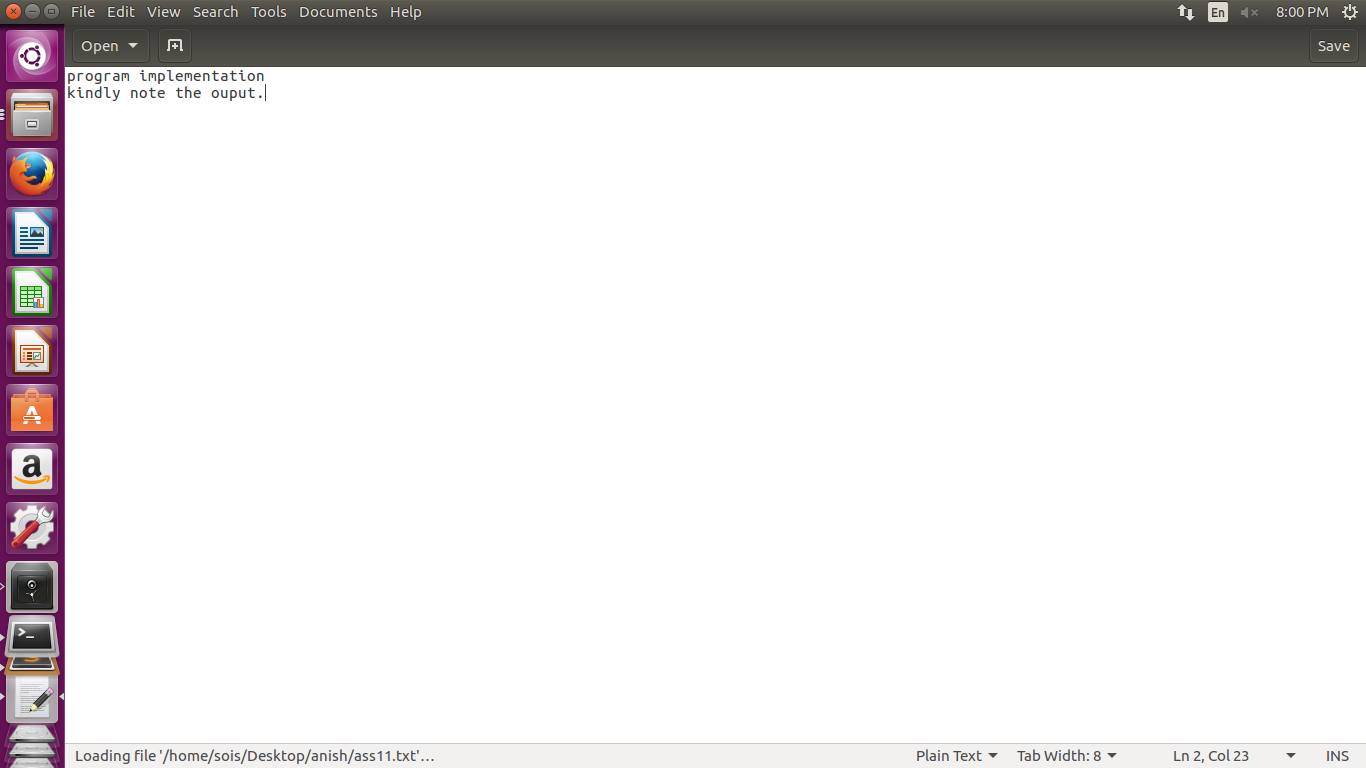 File Edit View Search Tools Documents Help
En 8:00 PM
Open Save
program implementation
kindly note the ouput.
Loading file '/home/sois/Desktop/anish/ass11.txt'… Plain Text Tab Width: 8 Ln 2, Col 23 INS